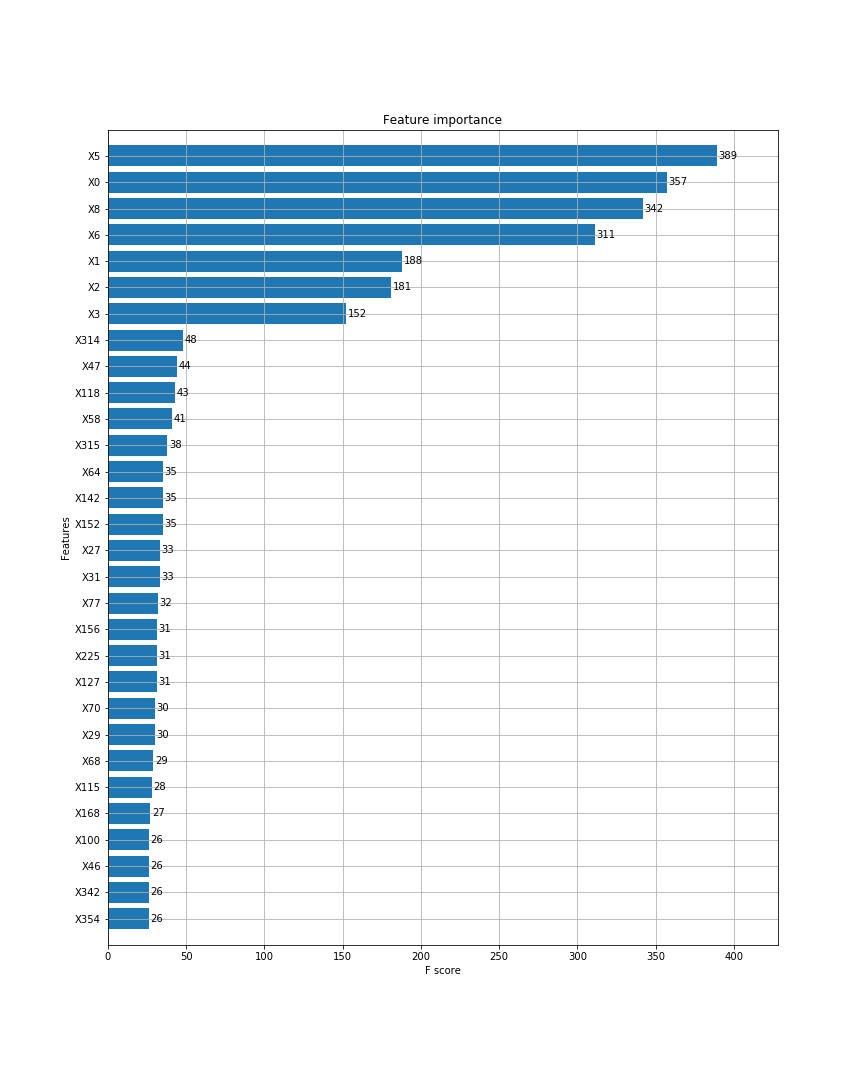 Feature importance
X5 389
X0 357
X8 342
X6 311
X1 188
X2 181
X3 152
X314 48
X47 44
X118 43
X58 41
X315 38
X64 35
X142 35
X152 35
X27 33
X31 33
X77 32
X156 31
X225 31
X127 31
X70 30
X29 30
X68 29
X115 28
X168 27
X100 26
X46 26
X342 26
X354 26
Features
0 50 100 150 200 250 300 350 400
F score